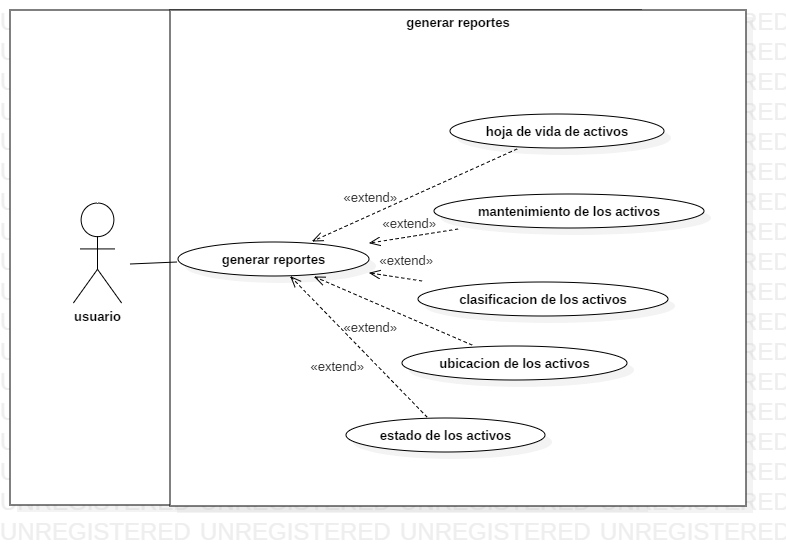 generar reportes
hoja de vida de activos
«extend»
mantenimiento de los activos
«extend»
generar reportes
«extend»
clasificacion de los activos
usuario
«extend»
ubicacion de los activos
«extend»
estado de los activos
UNREGISTERED UNREGISTERED UNREGISTERED UNREGISTERED